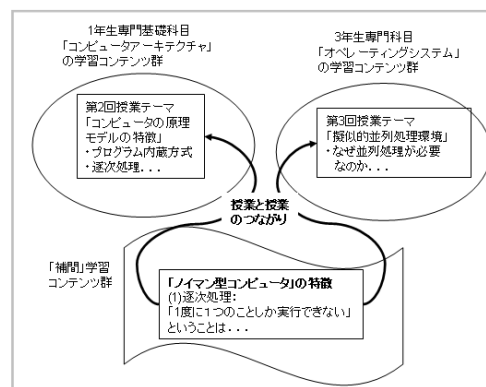 1年生専門基礎科目
「コンピュータアーキテクチャ」
の学習コンテンツ群
3年生専門科目
「オペレーティングシステム」
の学習コンテンツ群
第2回授業テーマ
「コンピュータの原理
モデルの特徴」
・プログラム内蔵方式
・逐次処理...
第3回授業テーマ
「擬似的並列処理環境」
・なぜ並列処理が必要
なのか...
授業と授業
のつながり
「補間」学習
コンテンツ群
「ノイマン型コンピュータ」の特徴
(1)逐次処理:
「1度に1つのことしか実行できない」
ということは・・・